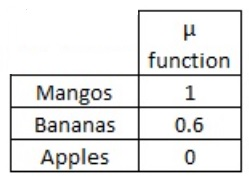 μ
function
Mangos 1
Bananas 0.6
Apples 0